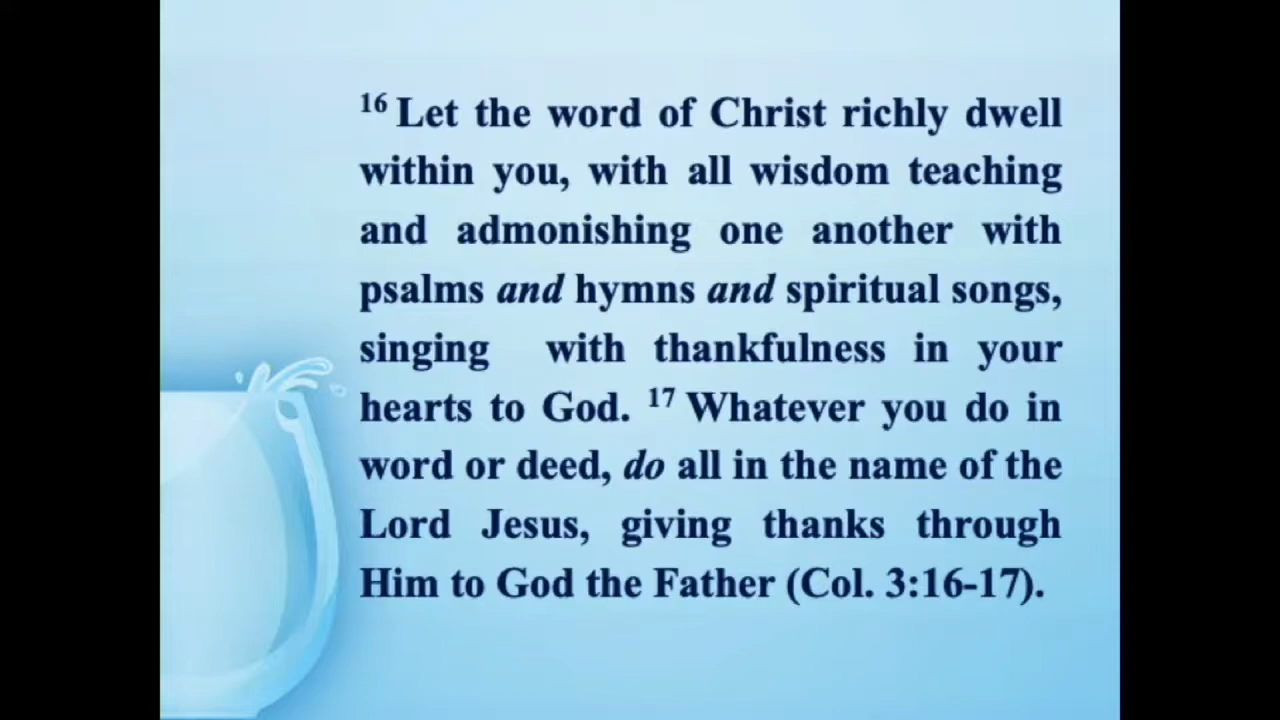 16 Let the word of Christ richly dwell
within you, with all wisdom teaching
and admonishing one another with
psalms and hymns and spiritual songs,
singing with thankfulness in your
hearts to God. 17 Whatever you do in
word or deed, do all in the name of the
Lord Jesus, giving thanks through
Him to God the Father (Col. 3:16-17).